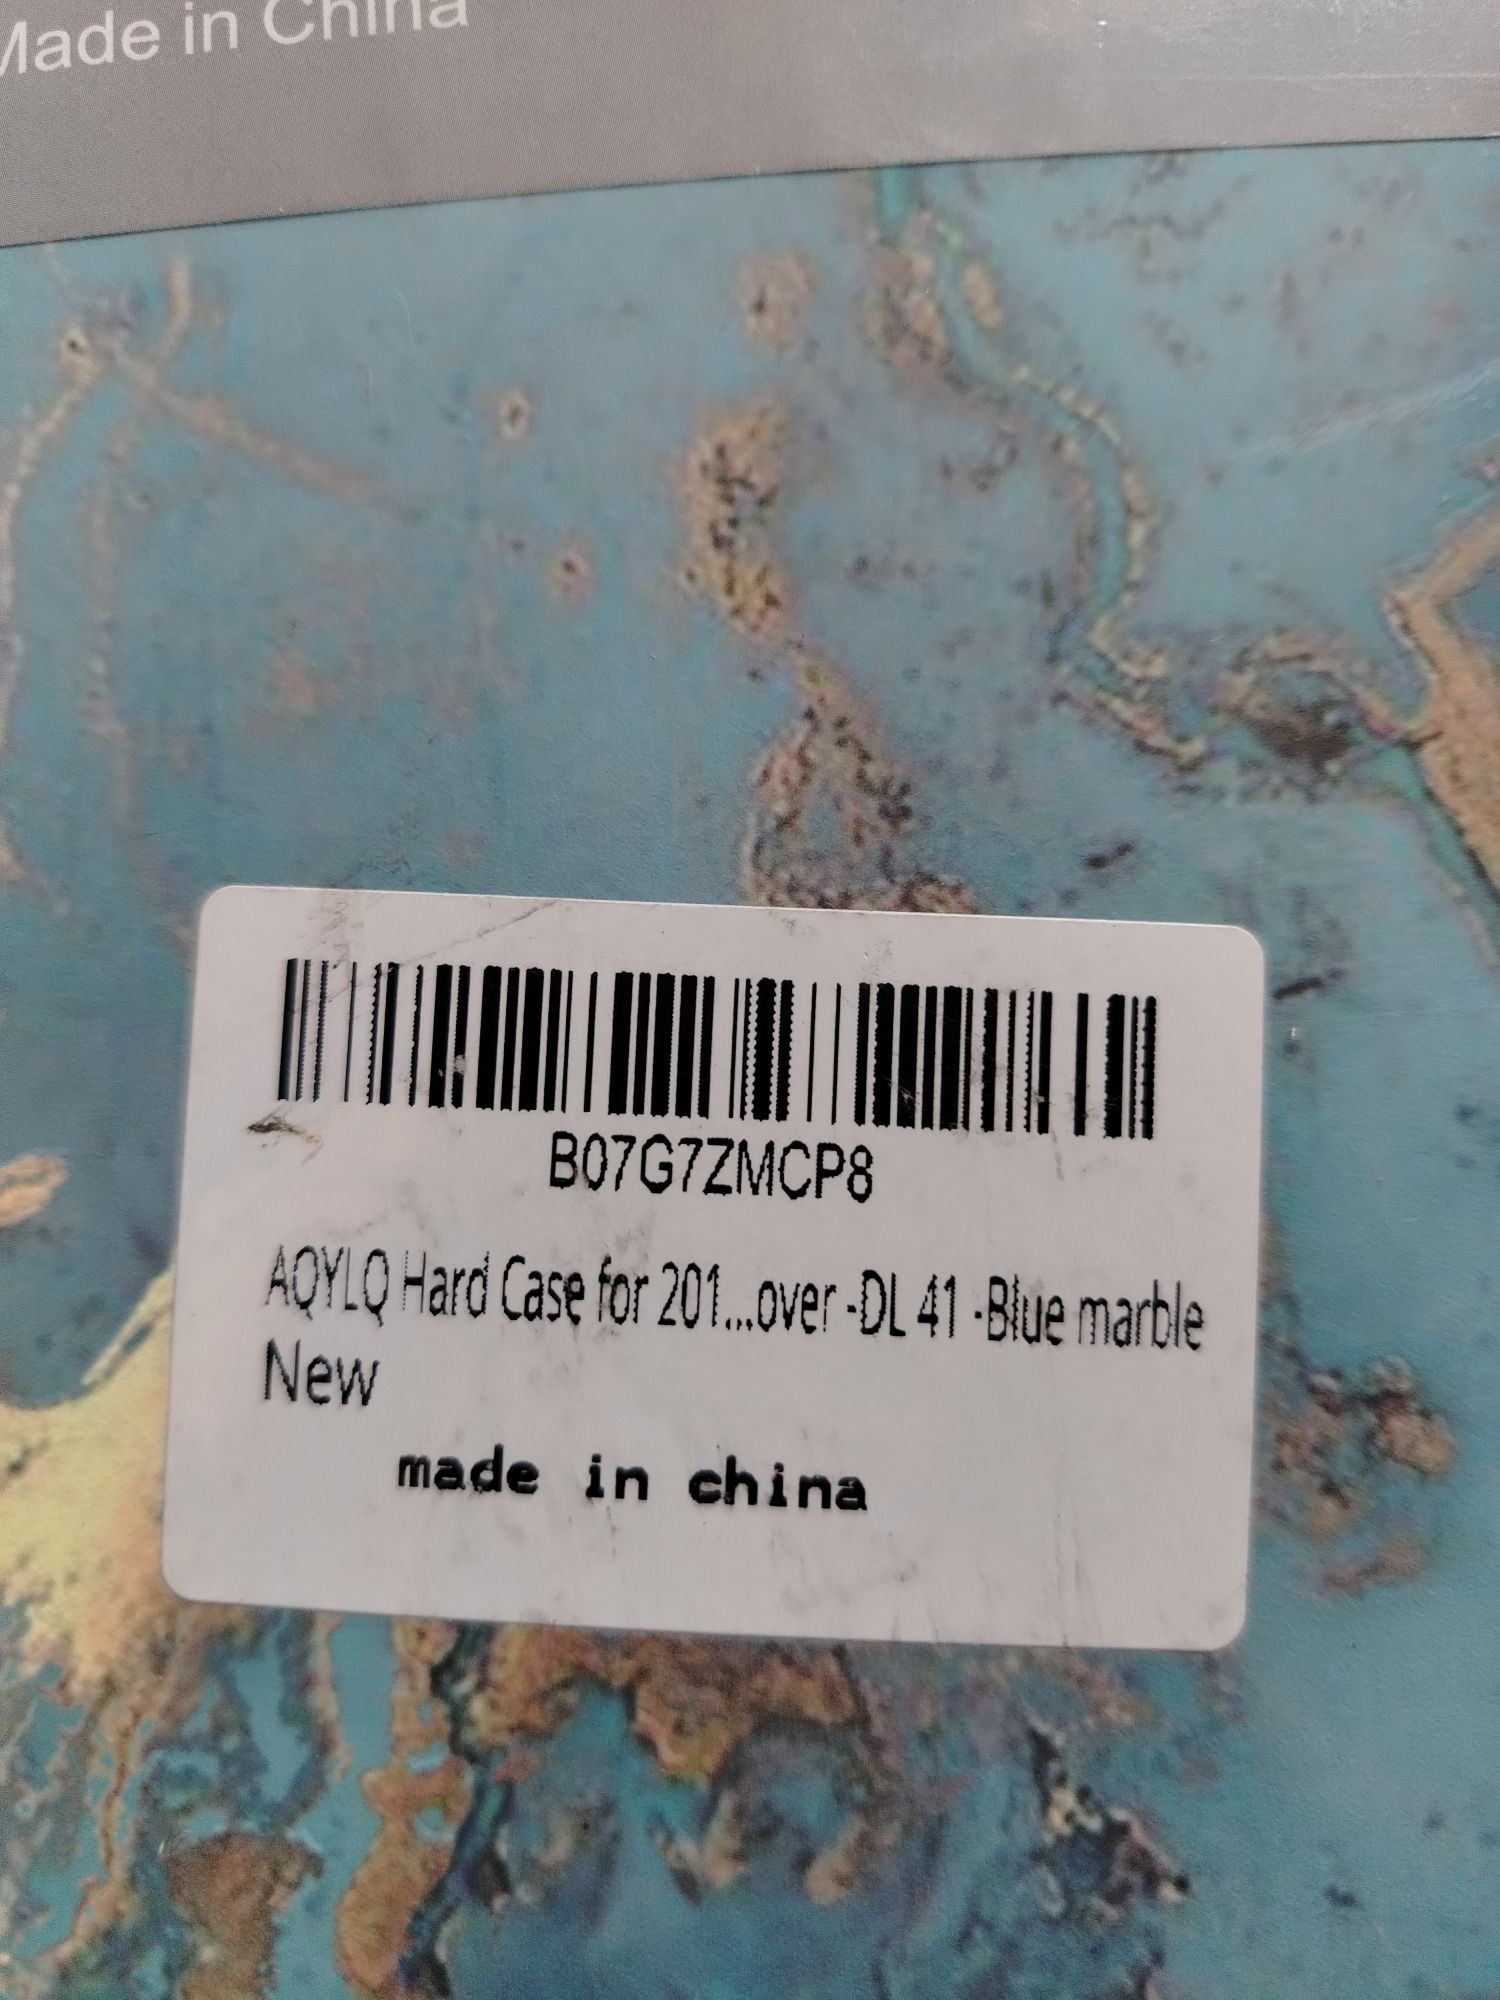 Made in China
B07G7ZMCP8
AQYLQ Hard Case for 201...over -DL 41 -Blue marble
New
made in china